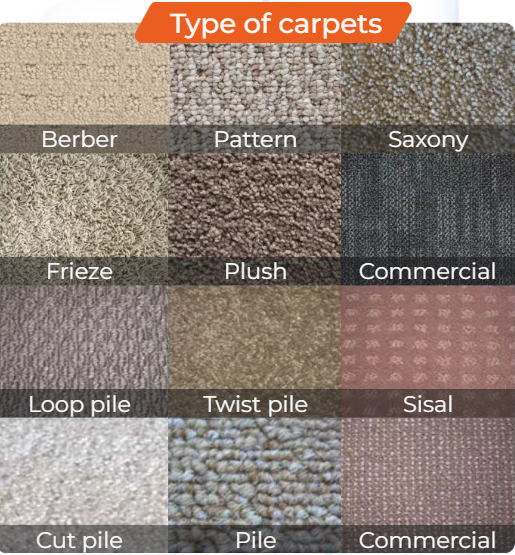 Type of carpets
Berber
Pattern
Saxony
Frieze
Plush
Commercial
Loop pile
Twist pile
Sisal
Cut pile
Pile
Commercial